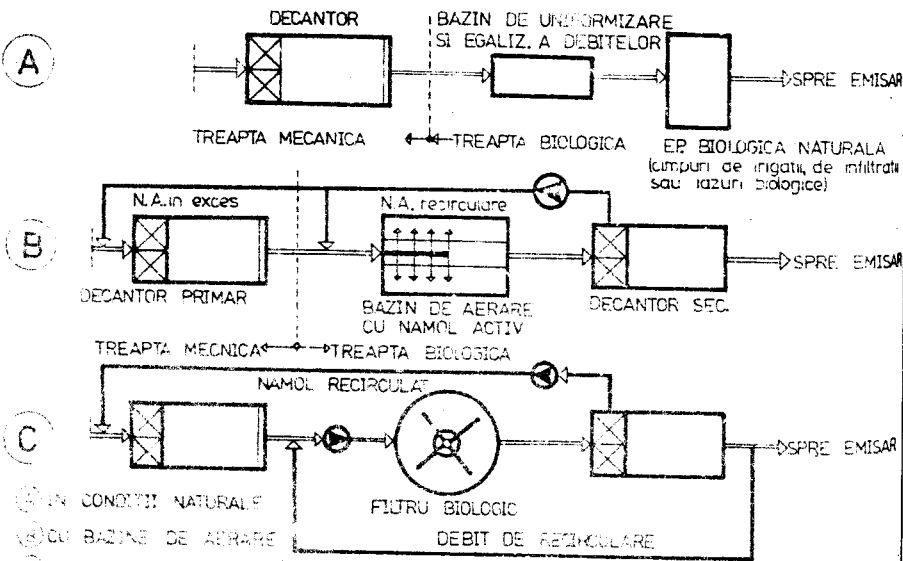 DECANTOR
BAZIN DE UNIFORMIZARE
SI EGALIZ. A DEBITELOR
A
SPRE EMISAR
TREAPTA MECANICA
TREAPTA BIOLOGICA
EP. BIOLOGICA NATURALA
(cimpuri de irigatii, de infiltratii
sau iazuri biologice)
N.A. in exces
N.A. recirculare
B
SPRE EMISAR
DECANTOR PRIMAR
BAZIN DE AERARE
CU NAMOL ACTIV
DECANTOR SEC.
TREAPTA MECNICA
TREAPTA BIOLOGICA
NAMOL RECIRCULAT
C
SPRE EMISAR
FILTRU BIOLOGIC
A IN CONDITII NATURALE
B CU BAZINE DE AERARE
DEBIT DE RECIRCULARE